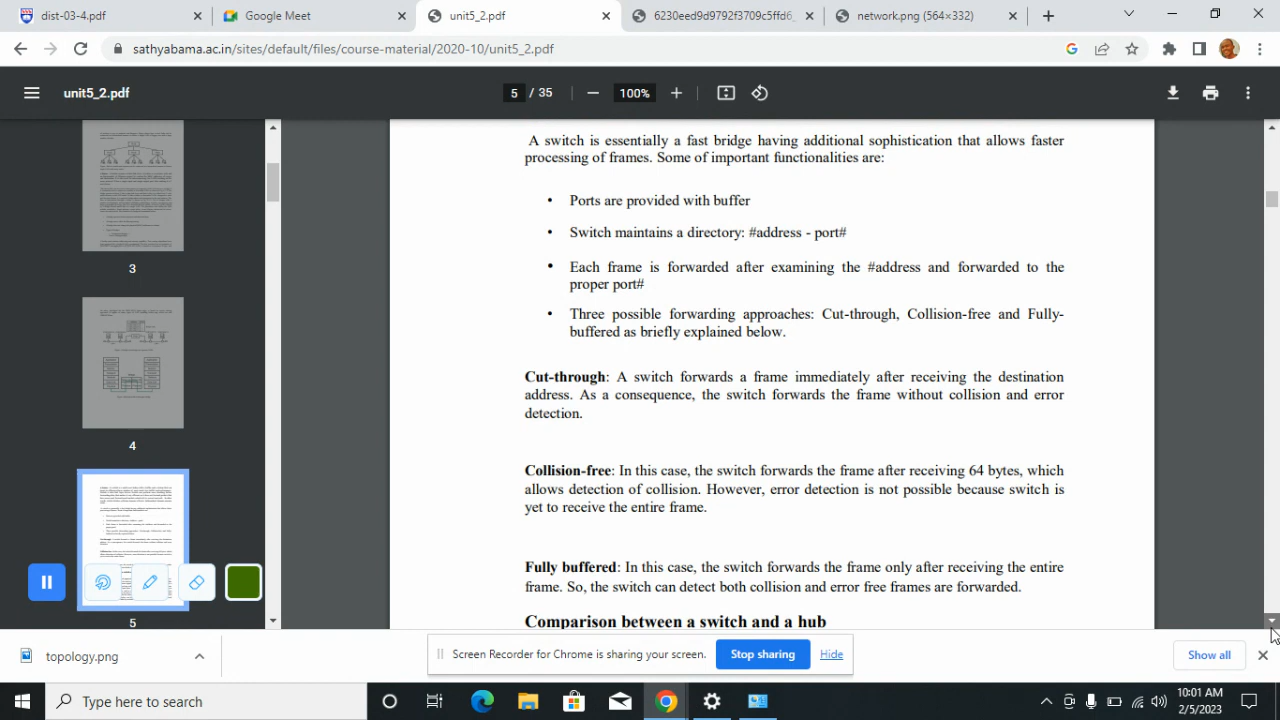 dist-03-4.pdf
Google Meet
unit5_2.pdf
6230eed9d9792f3709c5ffd6_
network.png (564×332)
sathyabama.ac.in/sites/default/files/course-material/2020-10/unit5_2.pdf
unit5_2.pdf
5 / 35
100%
3
4
5
A switch is essentially a fast bridge having additional sophistication that allows faster
processing of frames. Some of important functionalities are:
• Ports are provided with buffer
• Switch maintains a directory: #address - port#
• Each frame is forwarded after examining the #address and forwarded to the
proper port#
• Three possible forwarding approaches: Cut-through, Collision-free and Fully-
buffered as briefly explained below.
Cut-through: A switch forwards a frame immediately after receiving the destination
address. As a consequence, the switch forwards the frame without collision and error
detection.
Collision-free: In this case, the switch forwards the frame after receiving 64 bytes, which
allows detection of collision. However, error detection is not possible because switch is
yet to receive the entire frame.
Fully buffered: In this case, the switch forwards the frame only after receiving the entire
frame. So, the switch can detect both collision and error free frames are forwarded.
Comparison between a switch and a hub
topology.png
Screen Recorder for Chrome is sharing your screen.
Stop sharing
Hide
Show all
Type here to search
10:01 AM
2/5/2023